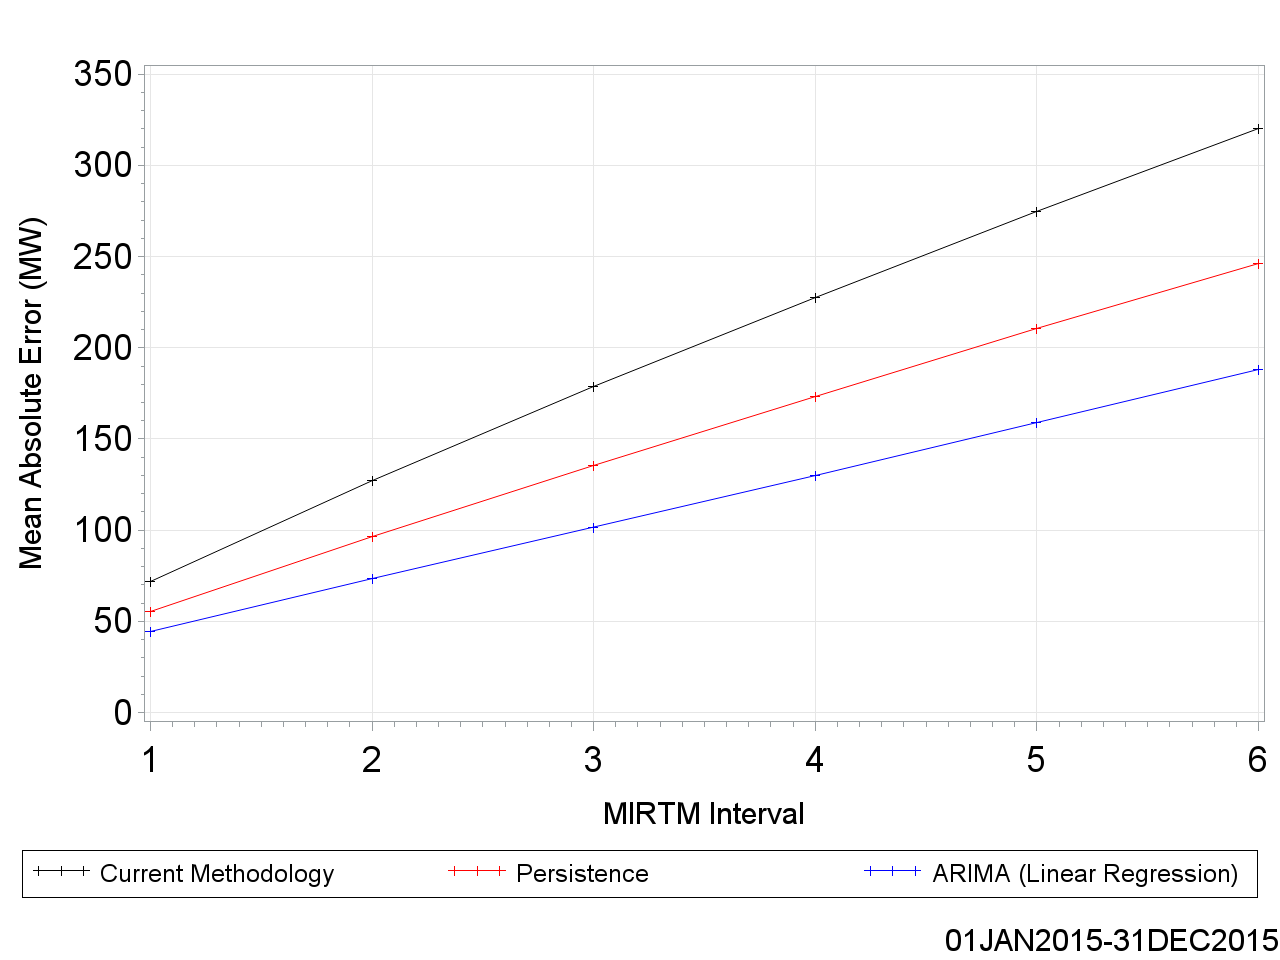 350
300
250
200
150
100
50
0
Mean Absolute Error (MW)
1 2 3 4 5 6
MIRTM Interval
Current Methodology Persistence ARIMA (Linear Regression)
01JAN2015-31DEC2015